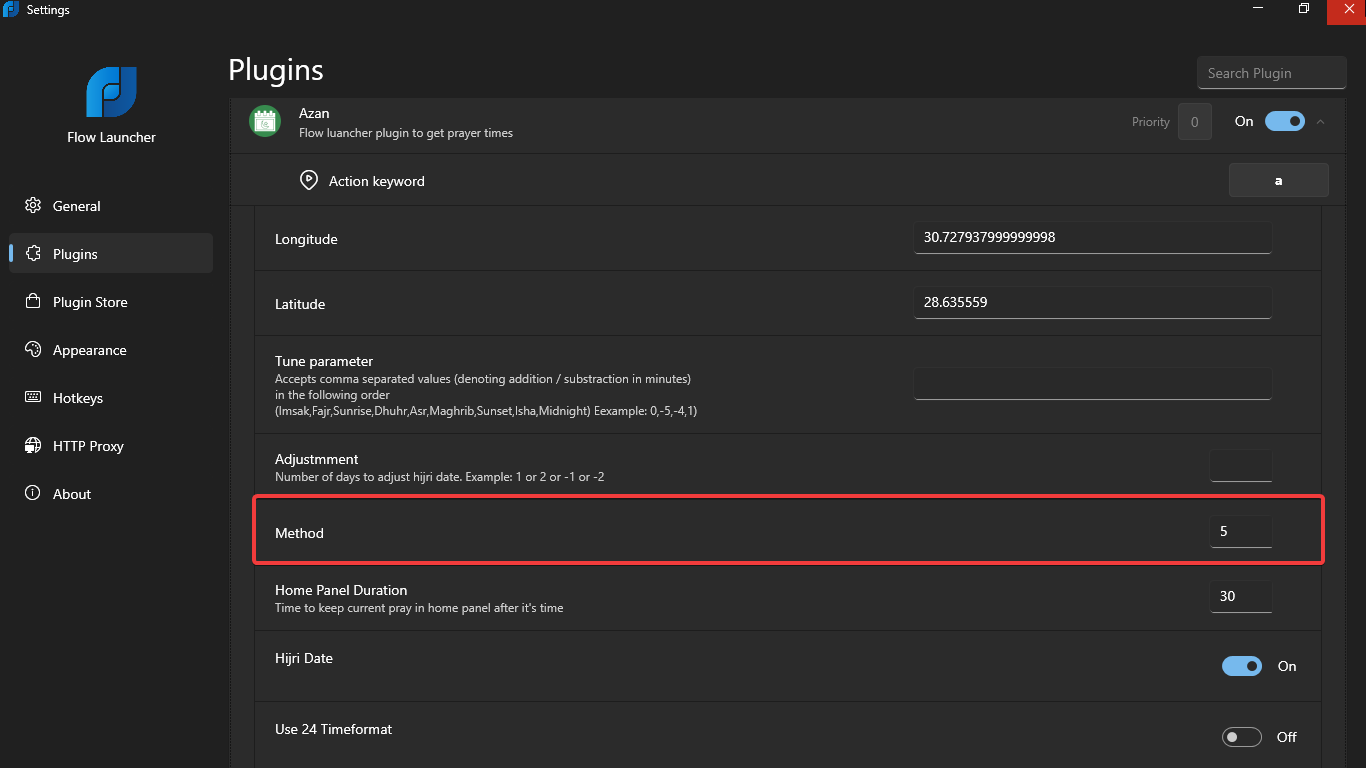 Settings
Flow Launcher
General
Plugins
Plugin Store
Appearance
Hotkeys
HTTP Proxy
About
Plugins
Search Plugin
Azan
Flow luancher plugin to get prayer times
Priority 0 On
Action keyword a
Longitude 30.727937999999998
Latitude 28.635559
Tune parameter
Accepts comma separated values (denoting addition / substraction in minutes)
in the following order
(Imsak,Fajr,Sunrise,Dhuhr,Asr,Maghrib,Sunset,Isha,Midnight) Eexample: 0,-5,-4,1)
Adjustmment
Number of days to adjust hijri date. Example: 1 or 2 or -1 or -2
Method 5
Home Panel Duration
Time to keep current pray in home panel after it's time
30
Hijri Date On
Use 24 Timeformat Off